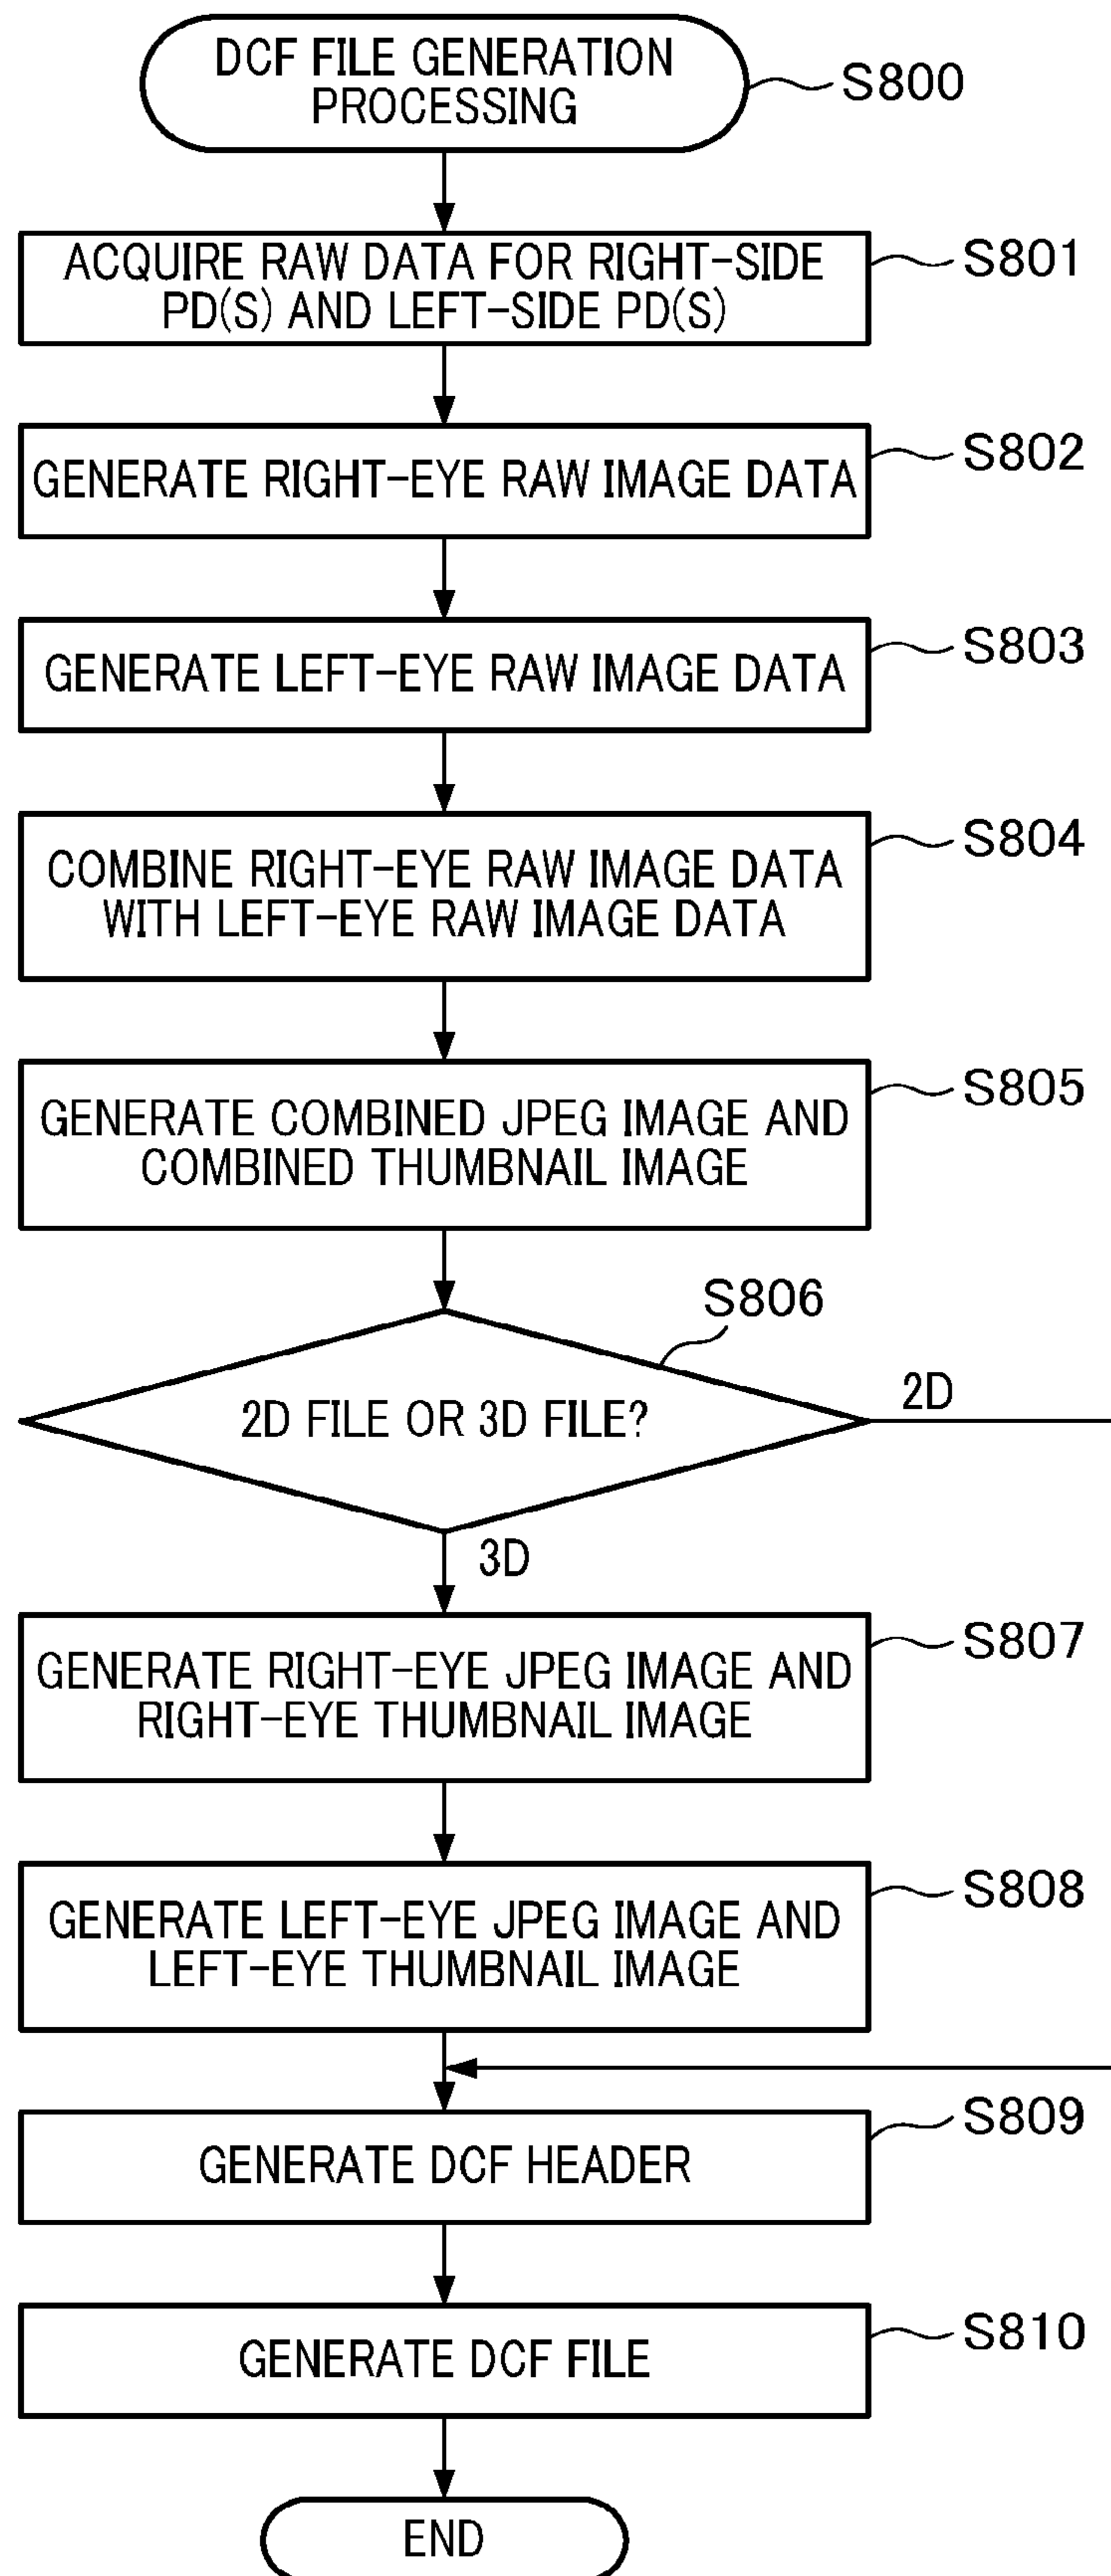 DCF FILE GENERATION
PROCESSING
S800
ACQUIRE RAW DATA FOR RIGHT-SIDE
PD(S) AND LEFT-SIDE PD(S)
S801
GENERATE RIGHT-EYE RAW IMAGE DATA
S802
GENERATE LEFT-EYE RAW IMAGE DATA
S803
COMBINE RIGHT-EYE RAW IMAGE DATA
WITH LEFT-EYE RAW IMAGE DATA
S804
GENERATE COMBINED JPEG IMAGE AND
COMBINED THUMBNAIL IMAGE
S805
S806
2D FILE OR 3D FILE?
2D
3D
GENERATE RIGHT-EYE JPEG IMAGE AND
RIGHT-EYE THUMBNAIL IMAGE
S807
GENERATE LEFT-EYE JPEG IMAGE AND
LEFT-EYE THUMBNAIL IMAGE
S808
GENERATE DCF HEADER
S809
GENERATE DCF FILE
S810
END